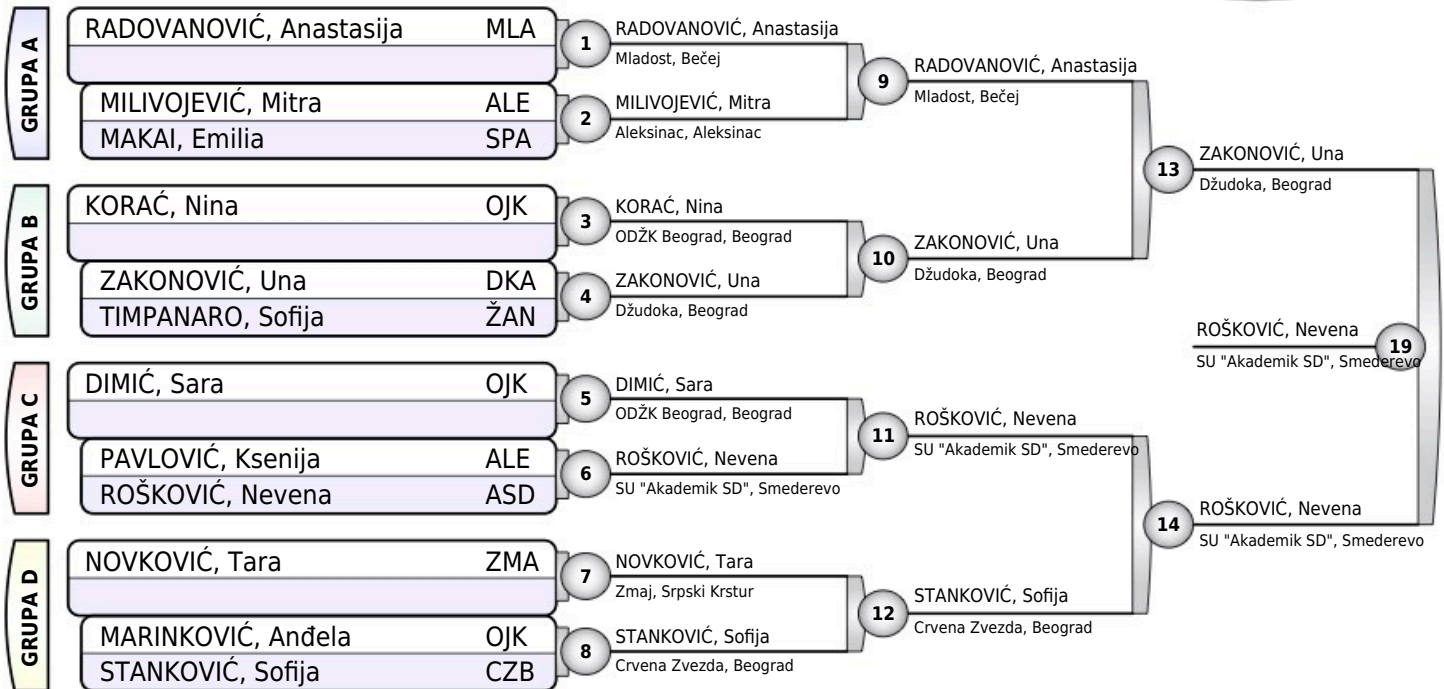 GRUPA A
RADOVANOVIĆ, Anastasija MLA
MILIVOJEVIĆ, Mitra ALE
MAKAI, Emilia SPA
GRUPA B
KORAĆ, Nina OJK
ZAKONOVIĆ, Una DKA
TIMPANARO, Sofija ŽAN
GRUPA C
DIMIĆ, Sara OJK
PAVLOVIĆ, Ksenija ALE
ROŠKOVIĆ, Nevena ASD
GRUPA D
NOVKOVIĆ, Tara ZMA
MARINKOVIĆ, Anđela OJK
STANKOVIĆ, Sofija CZB
1
RADOVANOVIĆ, Anastasija
Mladost, Bečej
2
MILIVOJEVIĆ, Mitra
Aleksinac, Aleksinac
3
KORAĆ, Nina
ODŽK Beograd, Beograd
4
ZAKONOVIĆ, Una
Džudoka, Beograd
5
DIMIĆ, Sara
ODŽK Beograd, Beograd
6
ROŠKOVIĆ, Nevena
SU "Akademik SD", Smederevo
7
NOVKOVIĆ, Tara
Zmaj, Srpski Krstur
8
STANKOVIĆ, Sofija
Crvena Zvezda, Beograd
9
RADOVANOVIĆ, Anastasija
Mladost, Bečej
10
ZAKONOVIĆ, Una
Džudoka, Beograd
11
ROŠKOVIĆ, Nevena
SU "Akademik SD", Smederevo
12
STANKOVIĆ, Sofija
Crvena Zvezda, Beograd
13
ZAKONOVIĆ, Una
Džudoka, Beograd
14
ROŠKOVIĆ, Nevena
SU "Akademik SD", Smederevo
ROŠKOVIĆ, Nevena
19
SU "Akademik SD", Smederevo